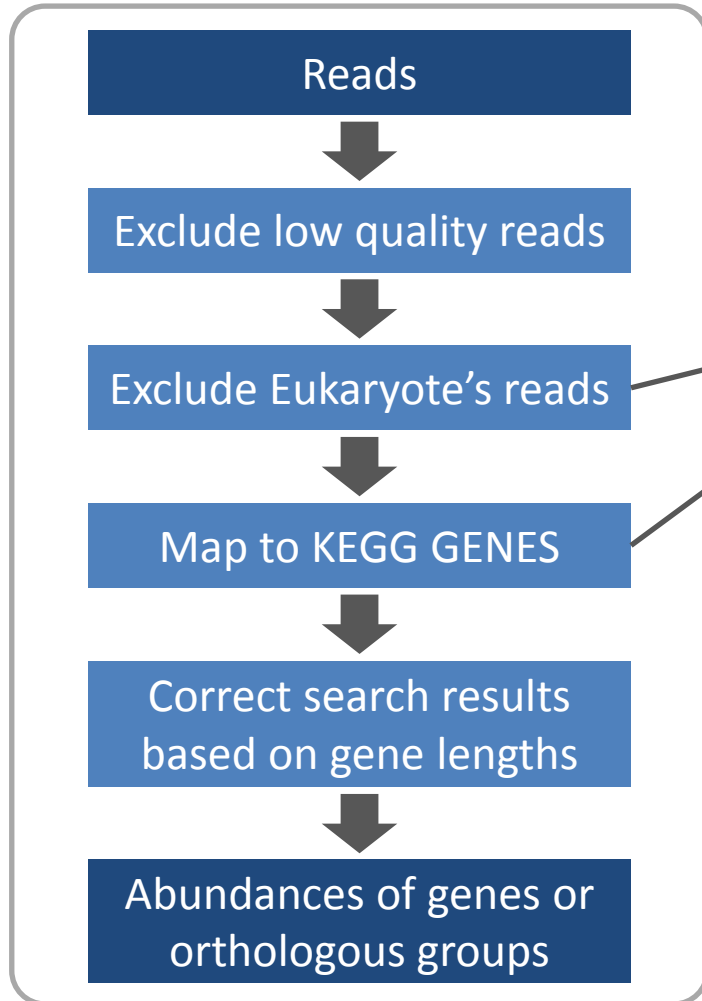 Reads
Exclude low quality reads
Exclude Eukaryote’s reads
Map to KEGG GENES
Correct search results
based on gene lengths
Abundances of genes or
orthologous groups